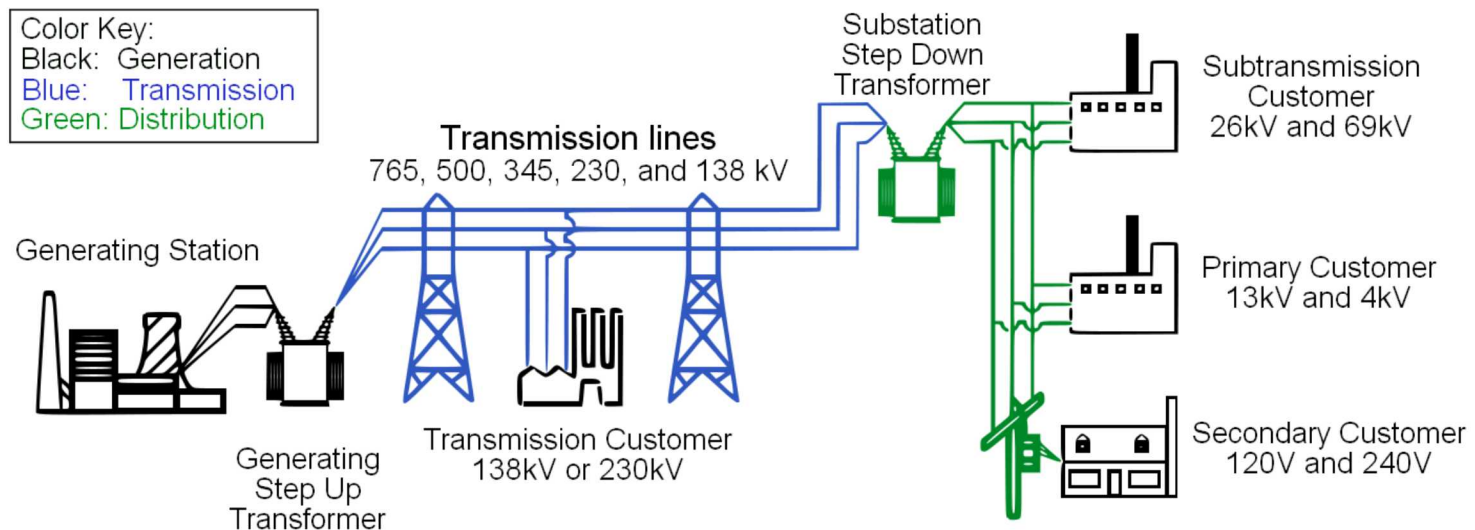 Color Key:
Black: Generation
Blue: Transmission
Green: Distribution
Substation
Step Down
Transformer
Subtransmission
Customer
26kV and 69kV
Transmission lines
765, 500, 345, 230, and 138 kV
Generating Station
Primary Customer
13kV and 4kV
Transmission Customer
138kV or 230kV
Secondary Customer
120V and 240V
Generating
Step Up
Transformer